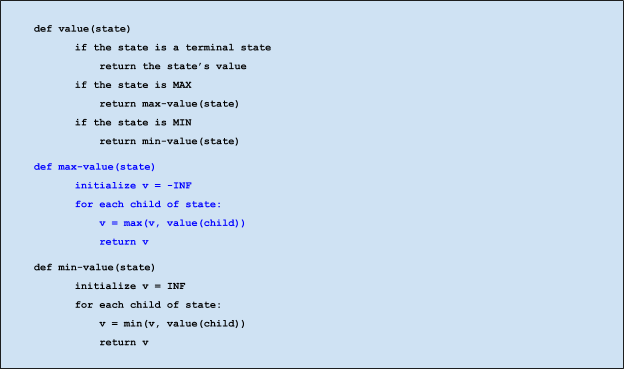 def value(state)
if the state is a terminal state
return the state’s value
if the state is MAX
return max-value(state)
if the state is MIN
return min-value(state)
def max-value(state)
initialize v = -INF
for each child of state:
v = max(v, value(child))
return v
def min-value(state)
initialize v = INF
for each child of state:
v = min(v, value(child))
return v